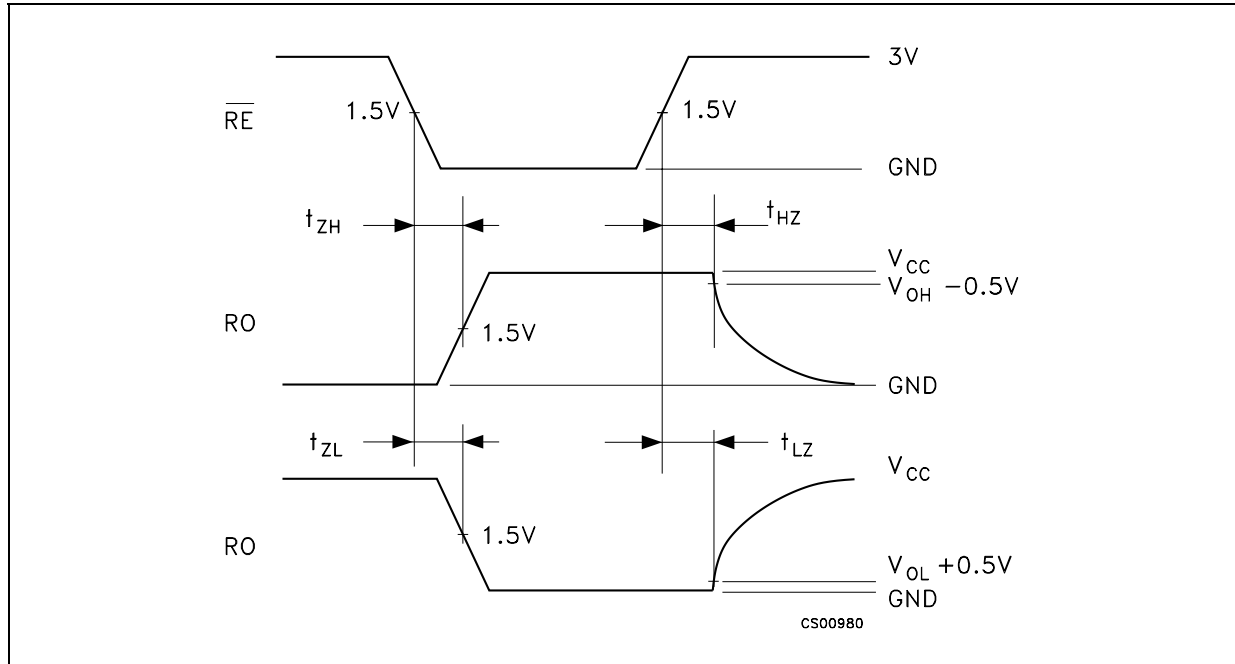 3V
1.5V
1.5V
R̅E̅
GND
tZH
tHZ
VCC
VOH −0.5V
RO
1.5V
GND
tZL
tLZ
VCC
1.5V
RO
VOL +0.5V
GND
CS00980